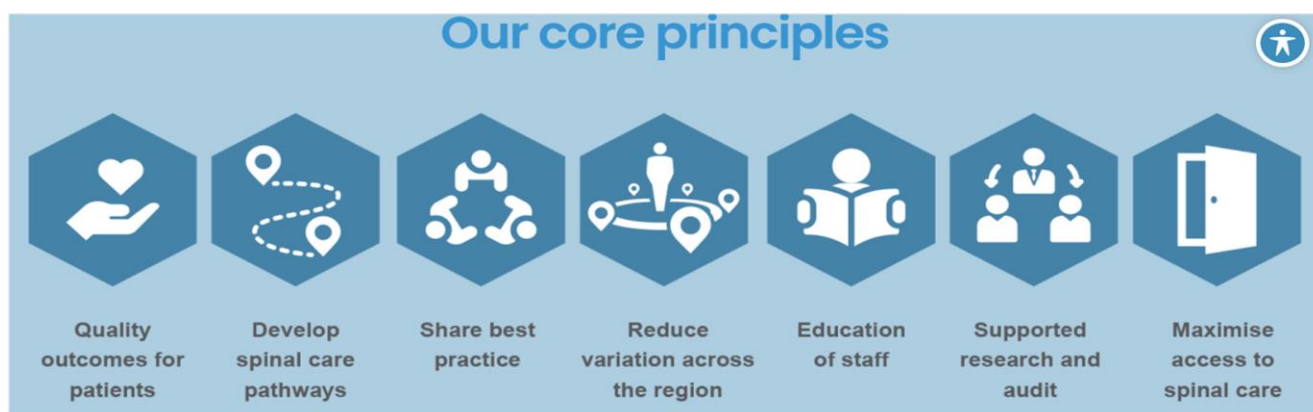 Our core principles
Quality
outcomes for
patients
Develop
spinal care
pathways
Share best
practice
Reduce
variation across
the region
Education
of staff
Supported
research and
audit
Maximise
access to
spinal care